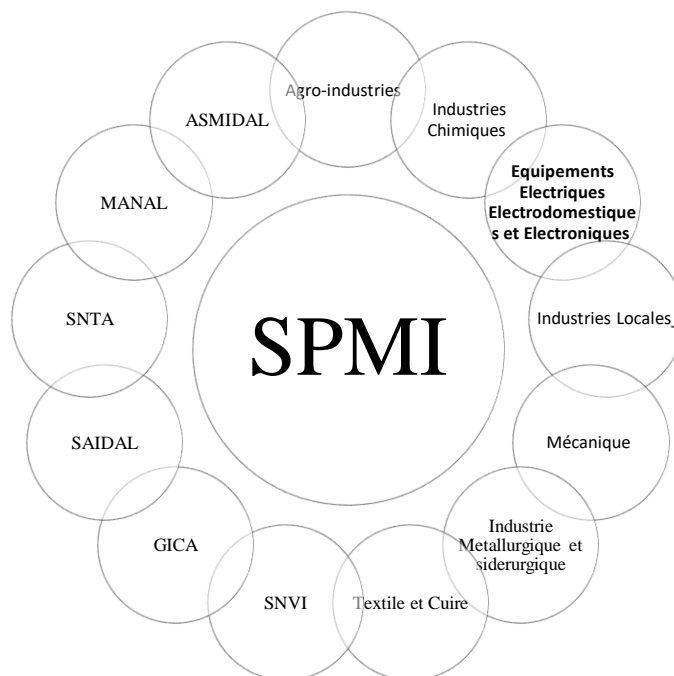 Agro-industries
Industries
Chimiques
Equipements
Electriques
Electrodomestique
s et Electroniques
Industries Locales
Mécanique
Industrie
Metallurgique et
siderurgique
Textile et Cuire
SNVI
GICA
SAIDAL
SNTA
MANAL
ASMIDAL
SPMI